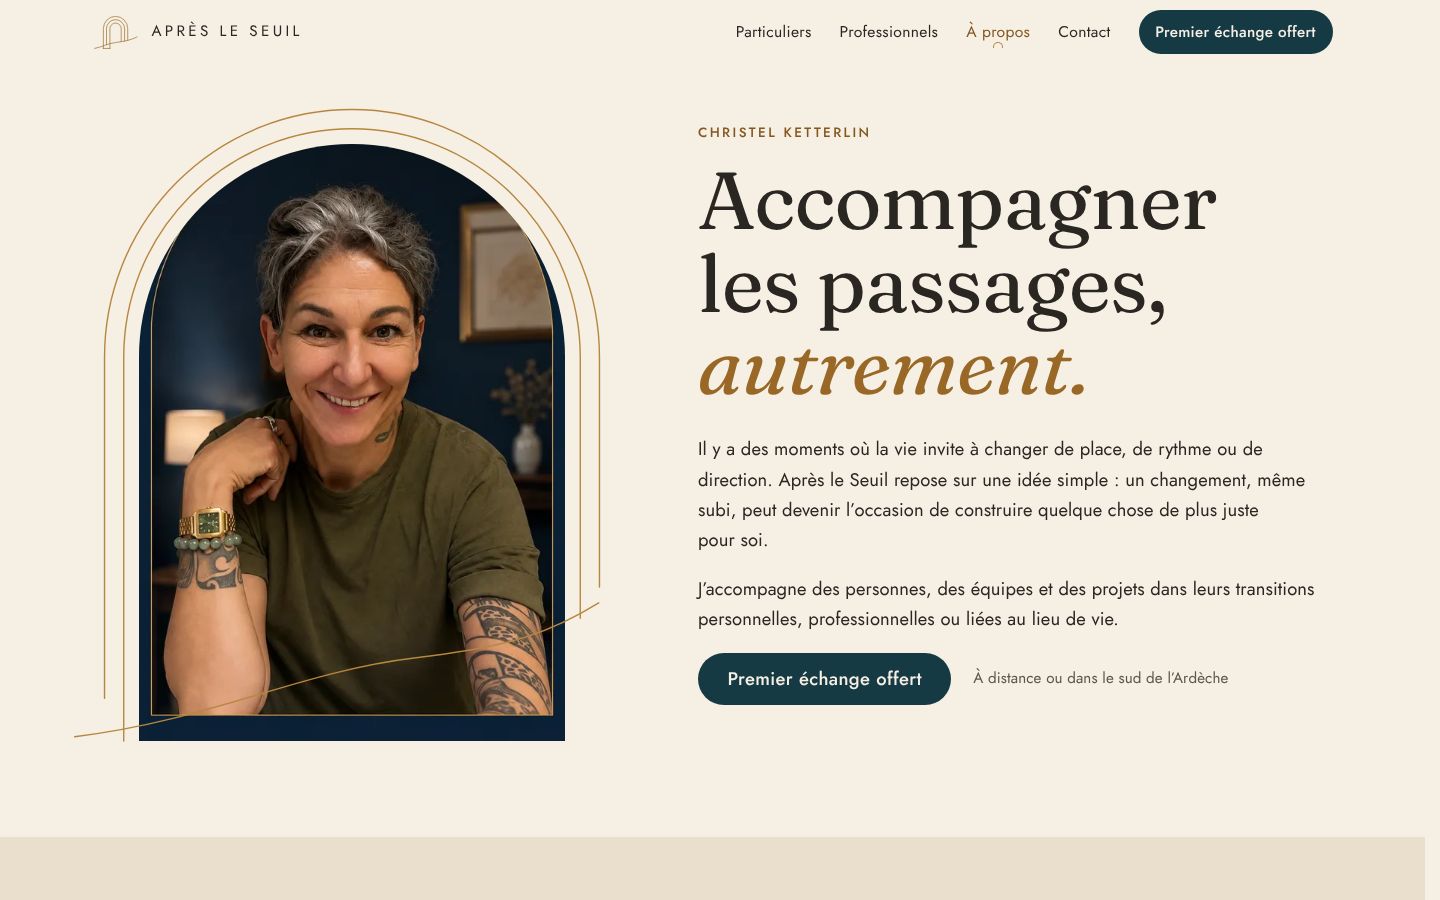 APRÈS LE SEUIL
Particuliers
Professionnels
À propos
Contact
Premier échange offert
CHRISTEL KETTERLIN
Accompagner
les passages,
autrement.
Il y a des moments où la vie invite à changer de place, de rythme ou de
direction. Après le Seuil repose sur une idée simple : un changement, même
subi, peut devenir l’occasion de construire quelque chose de plus juste
pour soi.
J’accompagne des personnes, des équipes et des projets dans leurs transitions
personnelles, professionnelles ou liées au lieu de vie.
Premier échange offert
À distance ou dans le sud de l’Ardèche